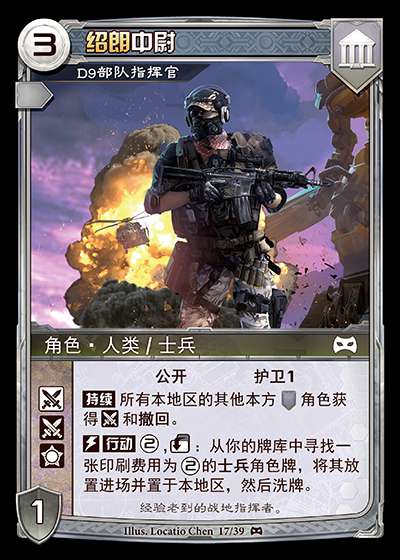 3
绍朗中尉
D9部队指挥官
角色·人类/士兵
公开 护卫1
持续 所有本地区的其他本方 角色获
得 和撤回。
行动 2,:从你的牌库中寻找一
张印刷费用为2的士兵角色牌,将其放
置进场并置于本地区,然后洗牌。
经验老到的战地指挥者。
1
Illus. Locatio Chen 17/39